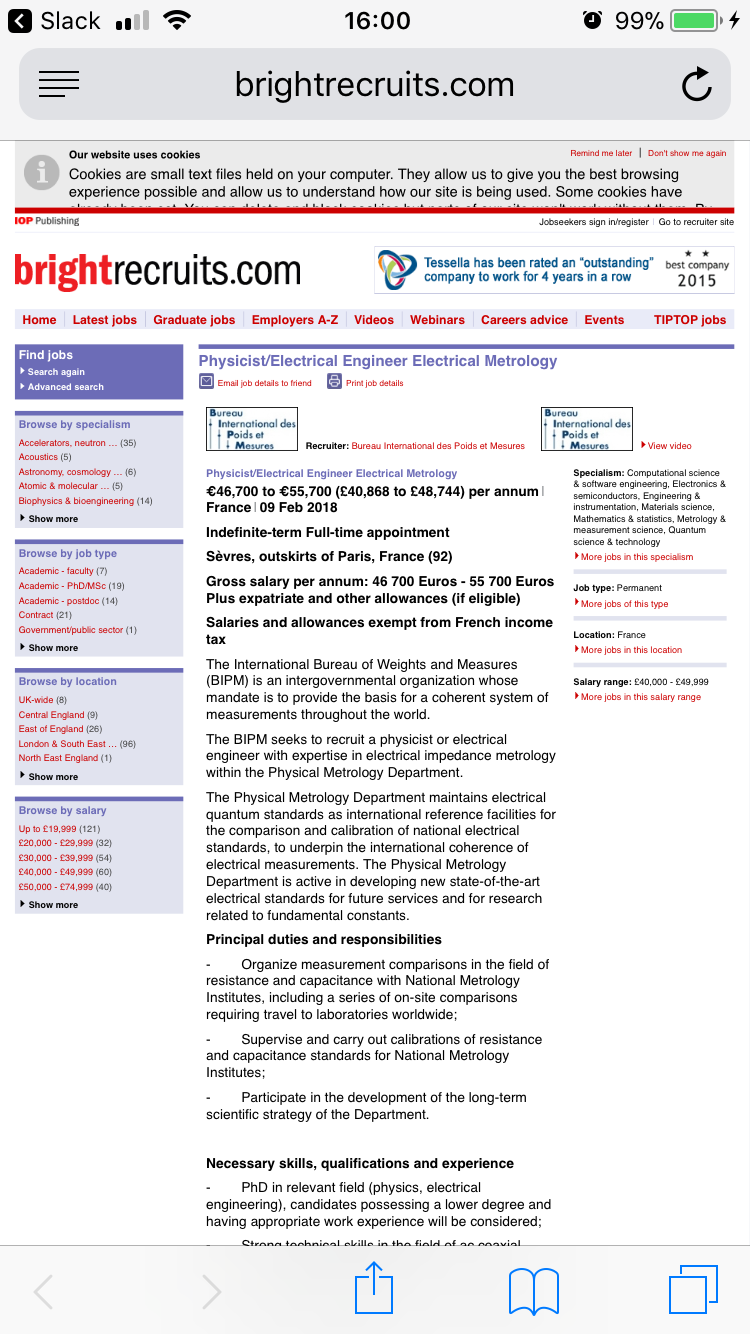 Slack
16:00
99%
brightrecruits.com
Our website uses cookies
Remind me later | Don't show me again
Cookies are small text files held on your computer. They allow us to give you the best browsing
experience possible and allow us to understand how our site is being used. Some cookies have
IOP Publishing
Jobseekers sign in/register | Go to recruiter site
brightrecruits.com
Tessella has been rated an "outstanding"
company to work for 4 years in a row
best company
2015
Home | Latest jobs | Graduate jobs | Employers A-Z | Videos | Webinars | Careers advice | Events
TIPTOP jobs
Find jobs
Search again
Advanced search
Browse by specialism
Accelerators, neutron ... (35)
Acoustics (5)
Astronomy, cosmology ... (6)
Atomic & molecular ... (5)
Biophysics & bioengineering (14)
Show more
Browse by job type
Academic - faculty (7)
Academic - PhD/MSc (19)
Academic - postdoc (14)
Contract (21)
Government/public sector (1)
Show more
Browse by location
UK-wide (8)
Central England (9)
East of England (26)
London & South East ... (96)
North East England (1)
Show more
Browse by salary
Up to £19,999 (121)
£20,000 - £29,999 (32)
£30,000 - £39,999 (54)
£40,000 - £49,999 (60)
£50,000 - £74,999 (40)
Show more
Physicist/Electrical Engineer Electrical Metrology
Email job details to friend
Print job details
Bureau
International des
Poids et
Mesures
Recruiter: Bureau International des Poids et Mesures
Bureau
International des
Poids et
Mesures
View video
Physicist/Electrical Engineer Electrical Metrology
€46,700 to €55,700 (£40,868 to £48,744) per annum |
France | 09 Feb 2018
Indefinite-term Full-time appointment
Sèvres, outskirts of Paris, France (92)
Gross salary per annum: 46 700 Euros - 55 700 Euros
Plus expatriate and other allowances (if eligible)
Salaries and allowances exempt from French income
tax
The International Bureau of Weights and Measures
(BIPM) is an intergovernmental organization whose
mandate is to provide the basis for a coherent system of
measurements throughout the world.
The BIPM seeks to recruit a physicist or electrical
engineer with expertise in electrical impedance metrology
within the Physical Metrology Department.
The Physical Metrology Department maintains electrical
quantum standards as international reference facilities for
the comparison and calibration of national electrical
standards, to underpin the international coherence of
electrical measurements. The Physical Metrology
Department is active in developing new state-of-the-art
electrical standards for future services and for research
related to fundamental constants.
Principal duties and responsibilities
- Organize measurement comparisons in the field of
resistance and capacitance with National Metrology
Institutes, including a series of on-site comparisons
requiring travel to laboratories worldwide;
- Supervise and carry out calibrations of resistance
and capacitance standards for National Metrology
Institutes;
- Participate in the development of the long-term
scientific strategy of the Department.
Necessary skills, qualifications and experience
- PhD in relevant field (physics, electrical
engineering), candidates possessing a lower degree and
having appropriate work experience will be considered;
- Strong technical skills in the field of ac coaxial
Specialism: Computational science
& software engineering, Electronics &
semiconductors, Engineering &
instrumentation, Materials science,
Mathematics & statistics, Metrology &
measurement science, Quantum
science & technology
More jobs in this specialism
Job type: Permanent
More jobs of this type
Location: France
More jobs in this location
Salary range: £40,000 - £49,999
More jobs in this salary range